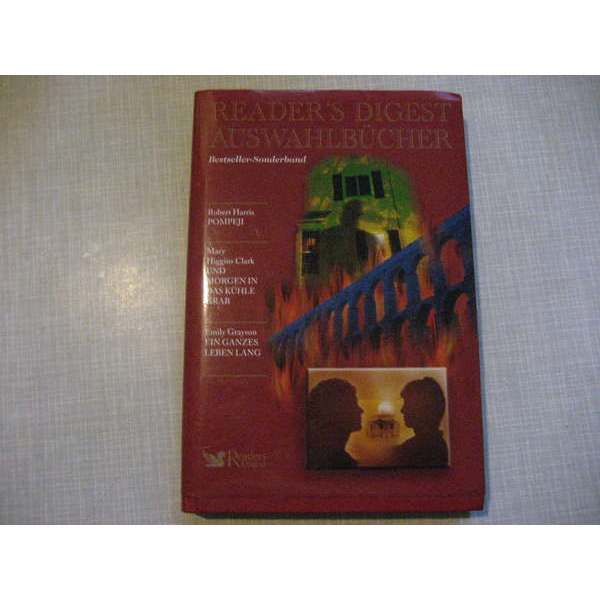 READER'S DIGEST
AUSWAHLBÜCHER
Bestseller-Sonderband
Robert Harris
POMPEJI
Mary
Higgins Clark
UND
MORGEN IN
DAS KÜHLE
GRAB
Emily Grayson
EIN GANZES
LEBEN LANG
Reader's